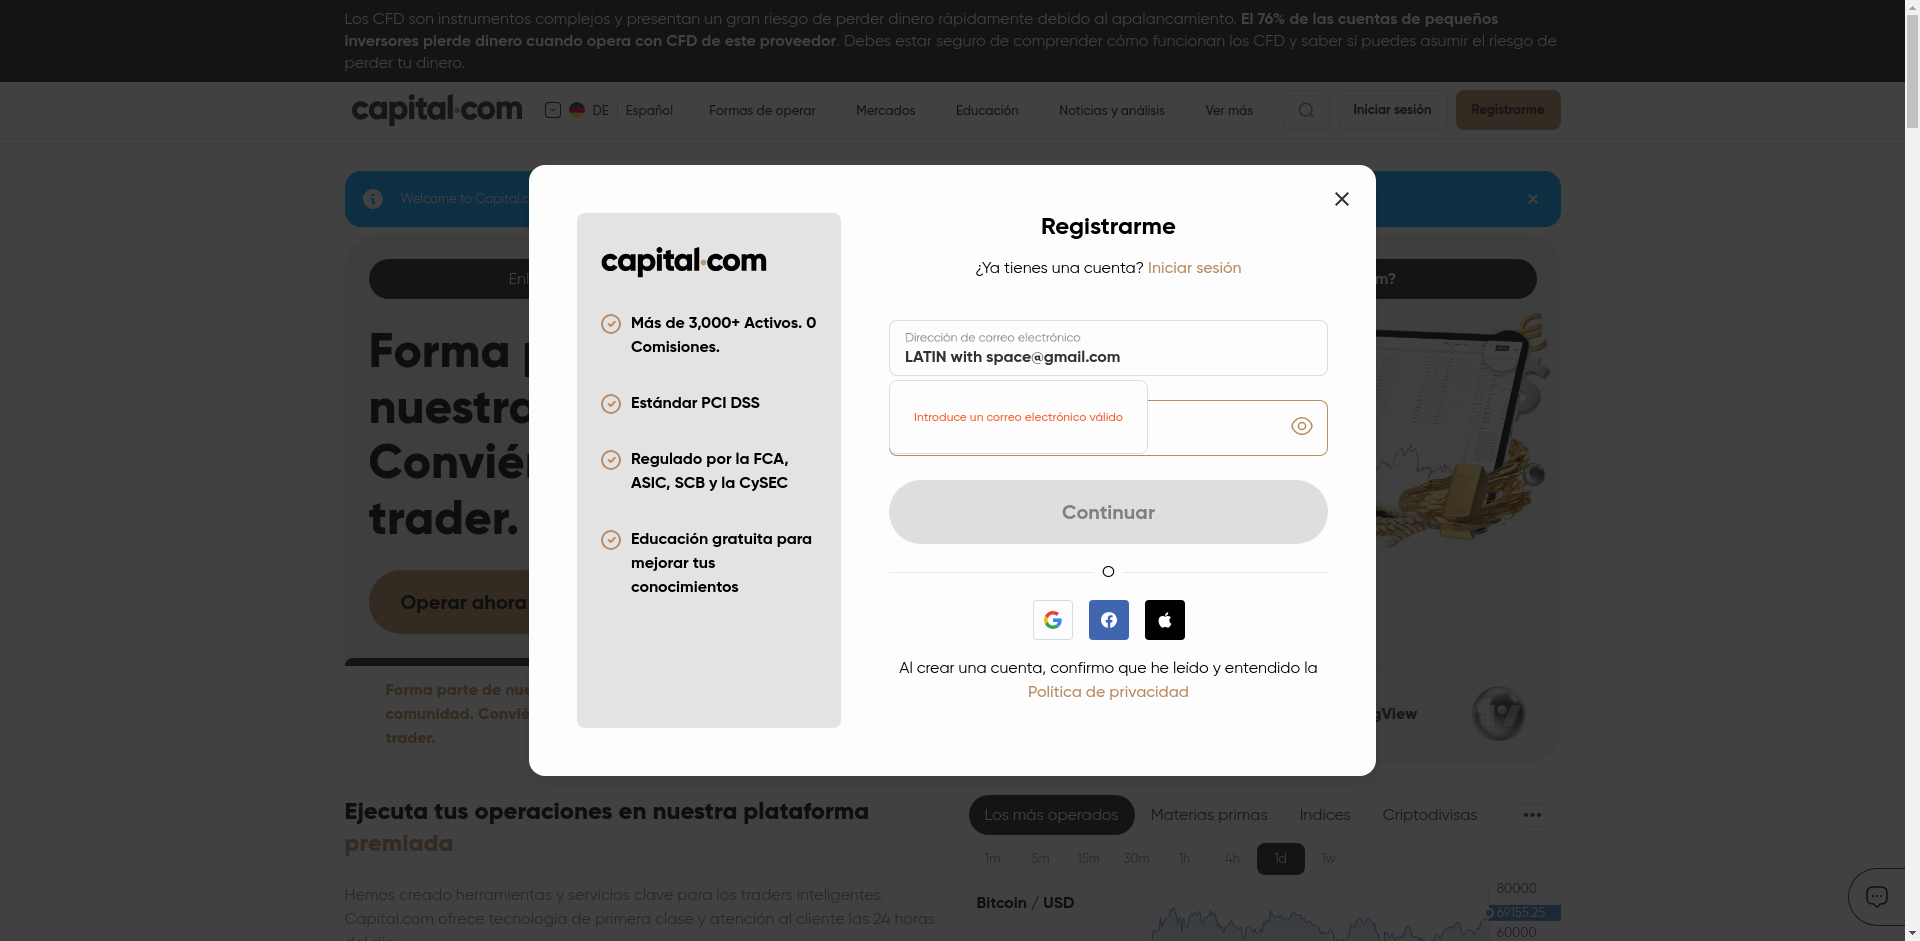 Los CFD son instrumentos complejos y presentan un gran riesgo de perder dinero rápidamente debido al apalancamiento. El 76% de las cuentas de pequeños
inversores pierde dinero cuando opera con CFD de este proveedor. Debes estar seguro de comprender cómo funcionan los CFD y saber si puedes asumir el riesgo de
perder tu dinero.
capital.com
DE
Español
Formas de operar
Mercados
Educación
Noticias y análisis
Ver más
Iniciar sesión
Registrarme
Welcome to Capital.c
Forma
nuestra
Convié
trader.
Operar ahora
Forma parte de nue
comunidad. Convié
trader.
m?
gView
capital.com
Más de 3,000+ Activos. 0
Comisiones.
Estándar PCI DSS
Regulado por la FCA,
ASIC, SCB y la CySEC
Educación gratuita para
mejorar tus
conocimientos
Registrarme
¿Ya tienes una cuenta? Iniciar sesión
Dirección de correo electrónico
LATIN with space@gmail.com
Introduce un correo electrónico válido
Continuar
O
Al crear una cuenta, confirmo que he leído y entendido la
Política de privacidad
Ejecuta tus operaciones en nuestra plataforma
premiada
Hemos creado herramientas y servicios clave para los traders inteligentes.
Capital.com ofrece tecnología de primera clase y atención al cliente las 24 horas
del día
Los más operados
Materias primas
Indices
Criptodivisas
1m
5m
15m
30m
1h
4h
1d
1w
Bitcoin / USD
80000
69155.25
60000